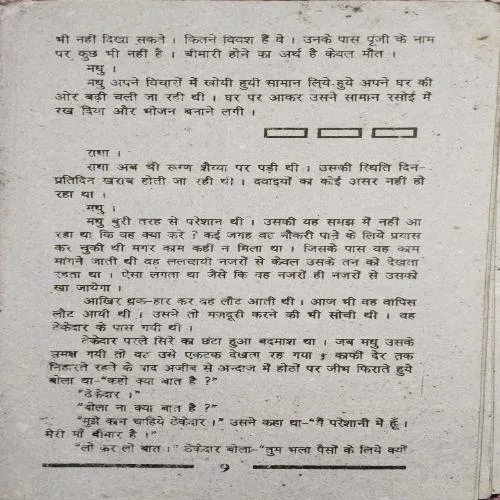 भी नहीं दिखा सकते । कितने विवश हैं ये । उनके पास पूंजी के नाम
पर कुछ भी नहीं है । बीमारी होने का अर्थ है केवल मौत ।
मधु ।
मधु अपने विचारों में खोयी हुयी सामान लिये-हुये अपने घर की
ओर बढ़ी चली जा रही थी । घर पर आकर उसने सामान रसोई में
रख दिया और भोजन बनाने लगी ।
राधा ।
राधा अब भी रूग्ण शैय्या पर पड़ी थी । उसकी स्थिति दिन-
प्रतिदिन खराब होती जा रही थी । दवाइयों का कोई असर नहीं हो
रहा था ।
मधु ।
मधु बुरी तरह से परेशान थी । उसकी यह समझ में नहीं आ
रहा था कि वह क्या करे ? कई जगह वह नौकरी पाने के लिये प्रयास
कर चुकी थी मगर काम कहीं न मिला था । जिसके पास वह काम
मांगने जाती थी वह ललचायी नजरों से केवल उसके तन को देखता
रहता था । ऐसा लगता था जैसे कि वह नजरों ही नजरों से उसको
खा जायेगा ।
आखिर थक-हार कर वह लौट आती थी । आज भी वह वापिस
लौट आयी थी । उसने तो मजदूरी करने की भी सोची थी । वह
ठेकेदार के पास गयी थी ।
ठेकेदार परले सिरे का छंटा हुआ बदमाश था । जब मधु उसके
समक्ष गयी तो वह उसे एकटक देखता रह गया । काफी देर तक
निहारते रहने के बाद अजीब से अन्दाज में होठों पर जीभ फिराते हुये
बोला था-“कहो क्या बात है ?”
“ठेकेदार ।”
“बोला ना क्या बात है ?”
“मुझे काम चाहिये ठेकेदार ।” उसने कहा था-“मैं परेशानी में हूँ ।
मेरी माँ बीमार है ।”
“लो कर लो बात ।” ठेकेदार बोला-“तुम भला पैसों के लिये क्यों
9